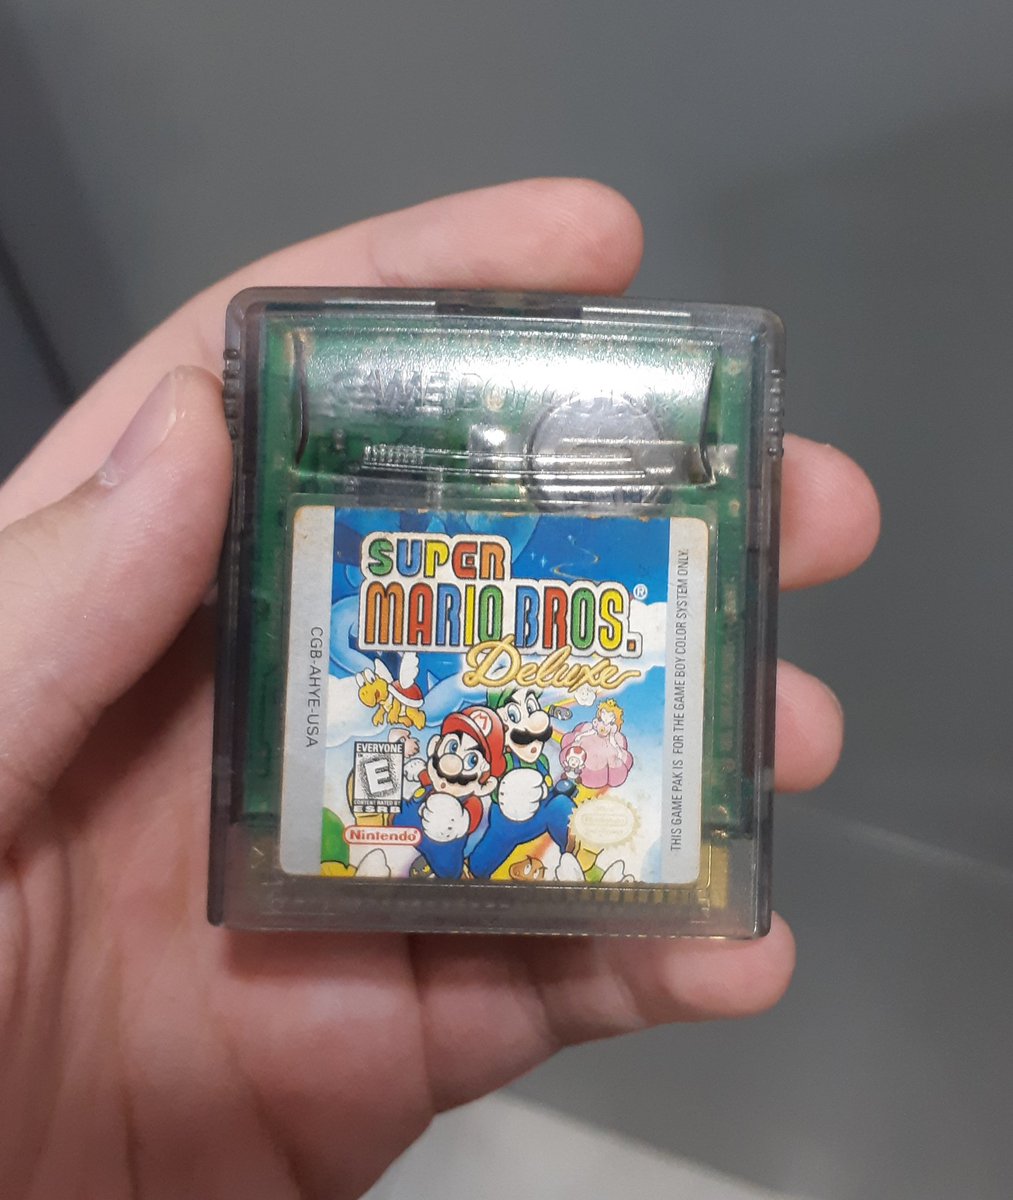 GAME BOY
SUPER
MARIO BROS.®
Deluxe
CGB-AHYE-USA
THIS GAME PAK IS FOR THE GAME BOY COLOR SYSTEM ONLY.
M
EVERYONE
E
CONTENT RATED BY
ESRB
Nintendo®